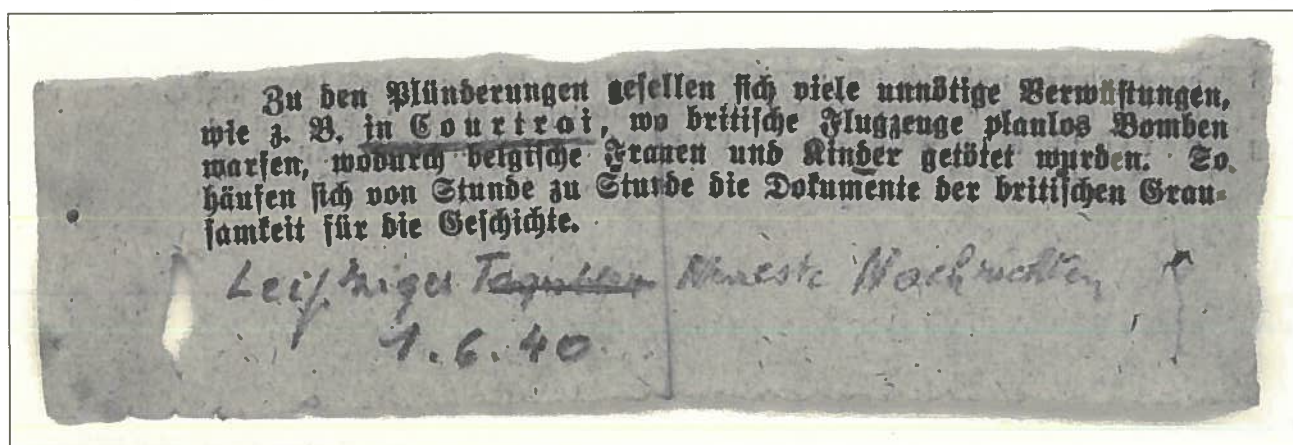 Zu den Plünderungen gesellen sich viele unnötige Verwüstungen,
wie z. B. in Courtrai, wo britische Flugzeuge planlos Bomben
warfen, wodurch belgische Frauen und Kinder getötet wurden. So
häufen sich von Stunde zu Stunde die Dokumente der britischen Grau-
samkeit für die Geschichte.
Leipziger Neueste Nachrichten
1.6.40